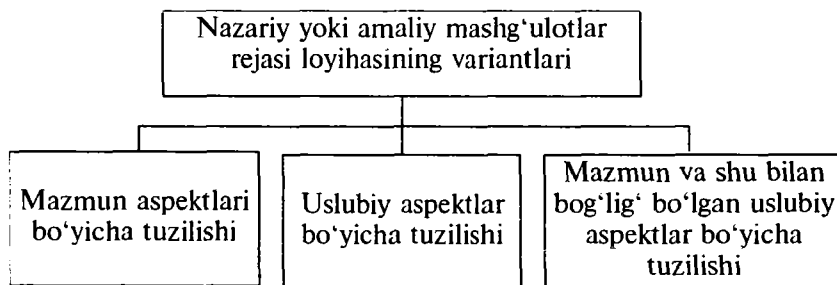 Nazariy yoki amaliy mashg‘ulotlar
rejasi loyihasining variantlari
Mazmun aspektlari
bo‘yicha tuzilishi
Uslubiy aspektlar
bo‘yicha tuzilishi
Mazmun va shu bilan
bog‘lig‘ bo‘lgan uslubiy
aspektlar bo‘yicha
tuzilishi